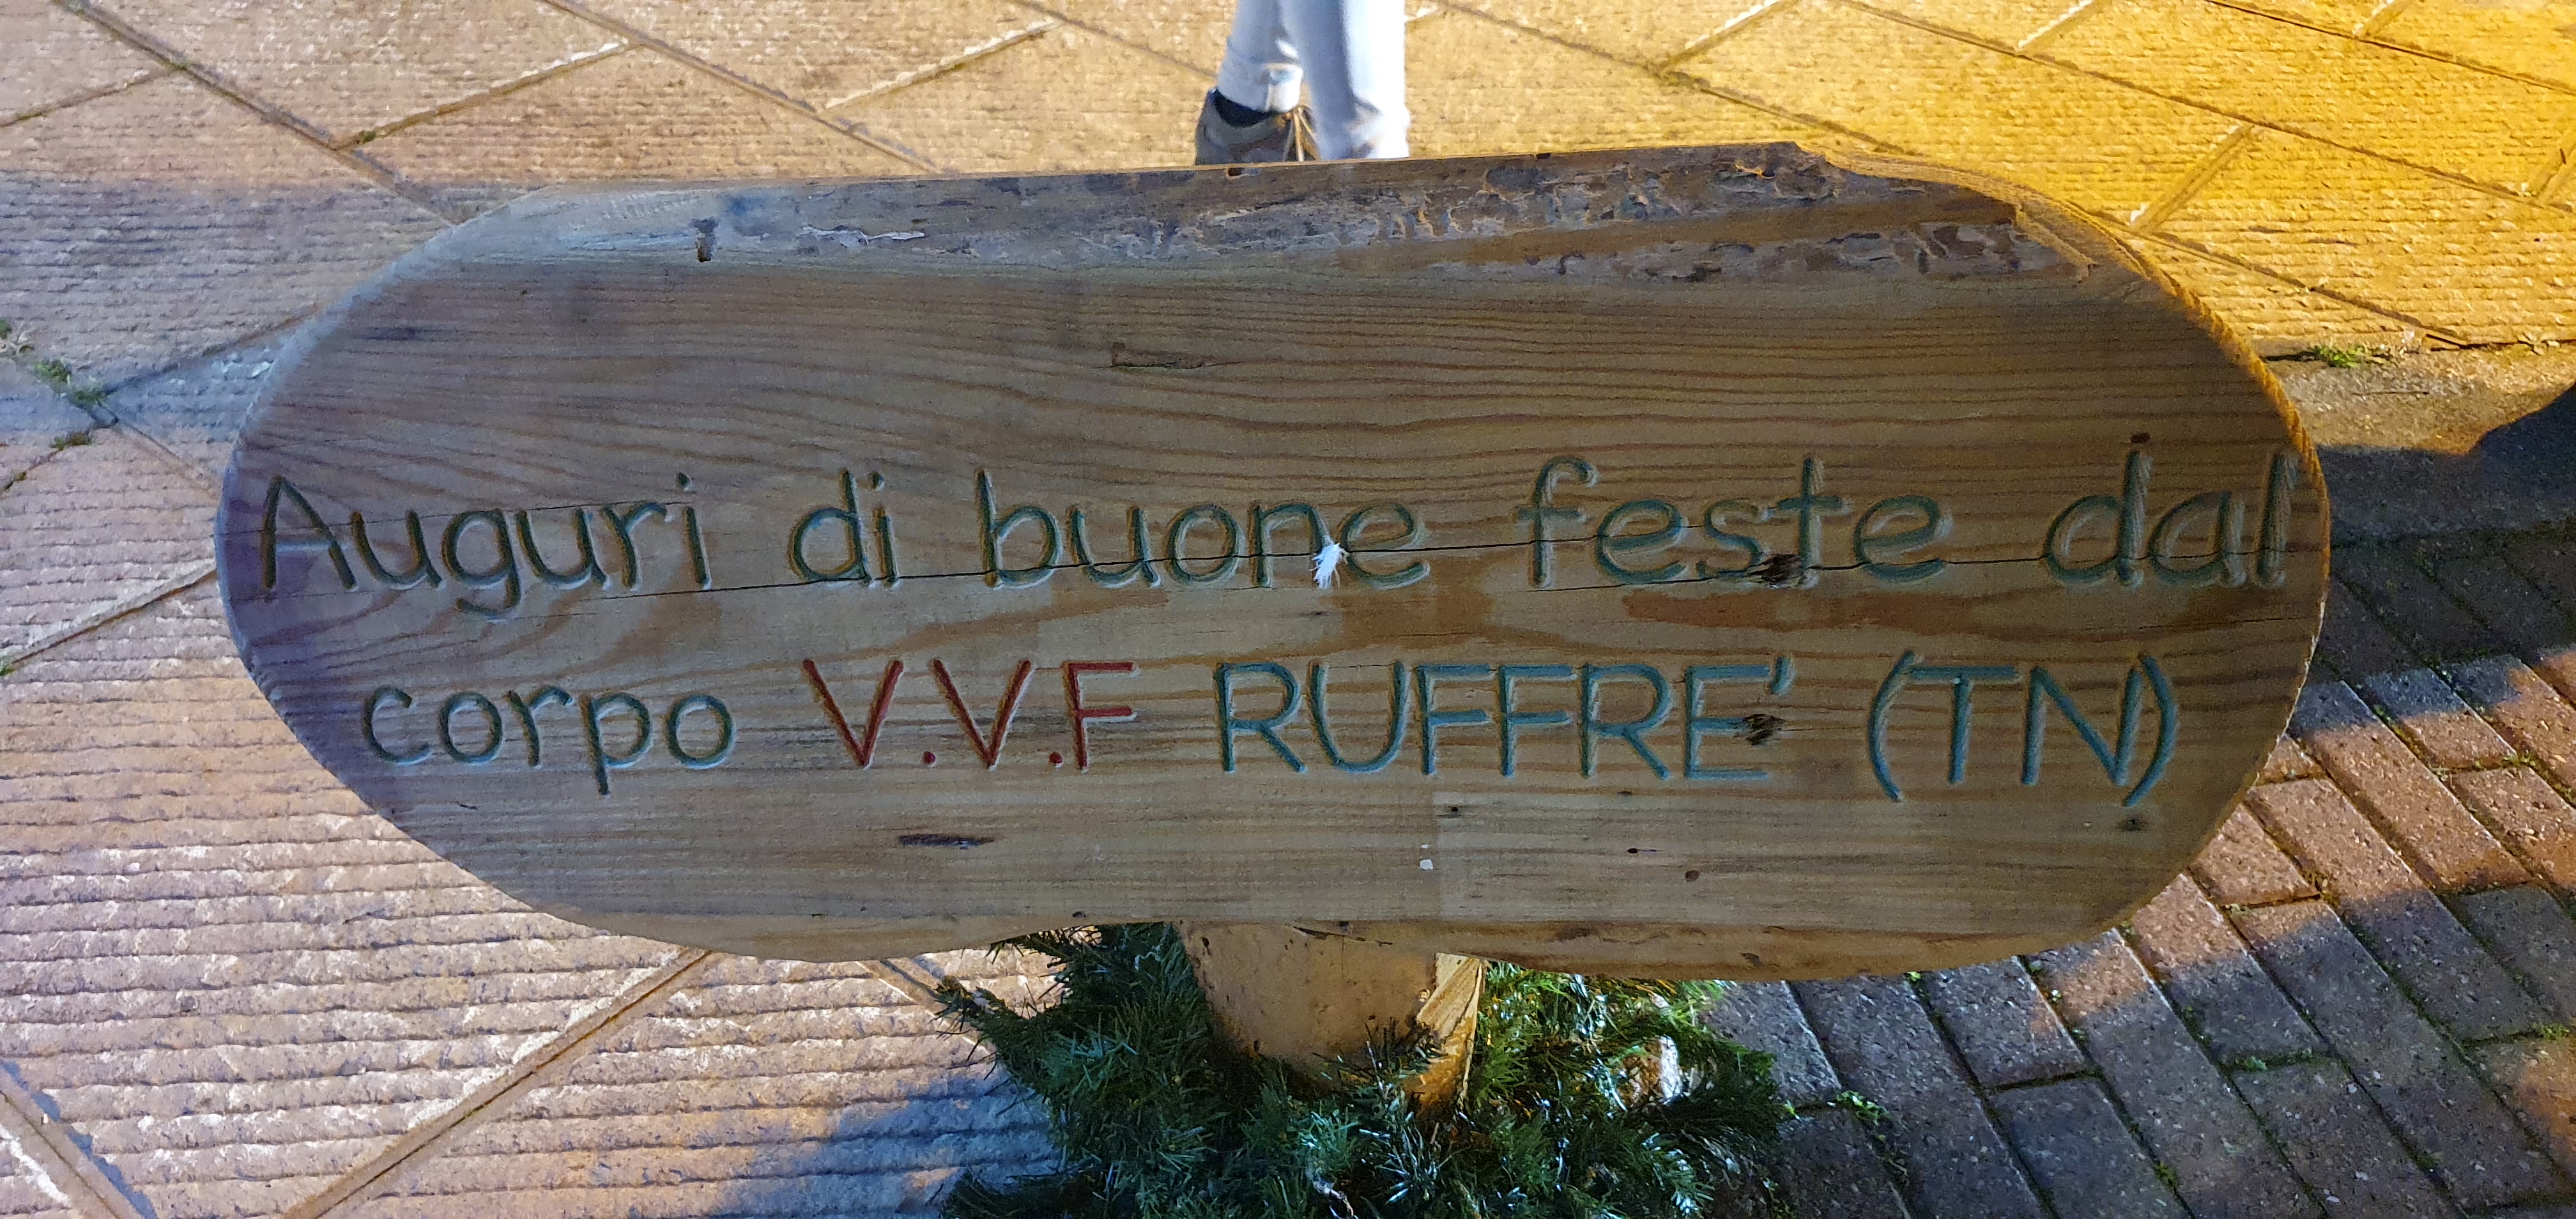 Auguri di buone feste dal
corpo V.V.F RUFFRE' (TN)